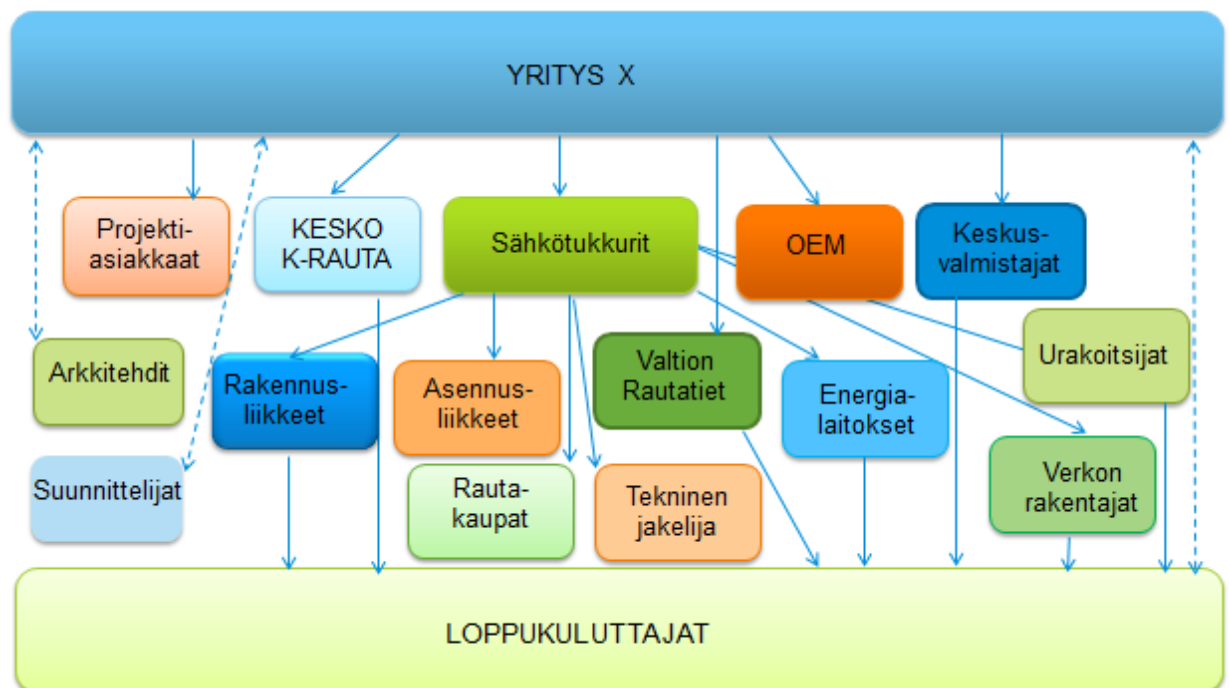 YRITYS X
Projekti-
asiakkaat
KESKO
K-RAUTA
Sähkötukkurit
OEM
Keskus-
valmistajat
Arkkitehdit
Rakennus-
liikkeet
Asennus-
liikkeet
Valtion
Rautatiet
Energia-
laitokset
Urakoitsijat
Suunnittelijat
Rauta-
kaupat
Tekninen
jakelija
Verkon
rakentajat
LOPPUKULUTTAJAT